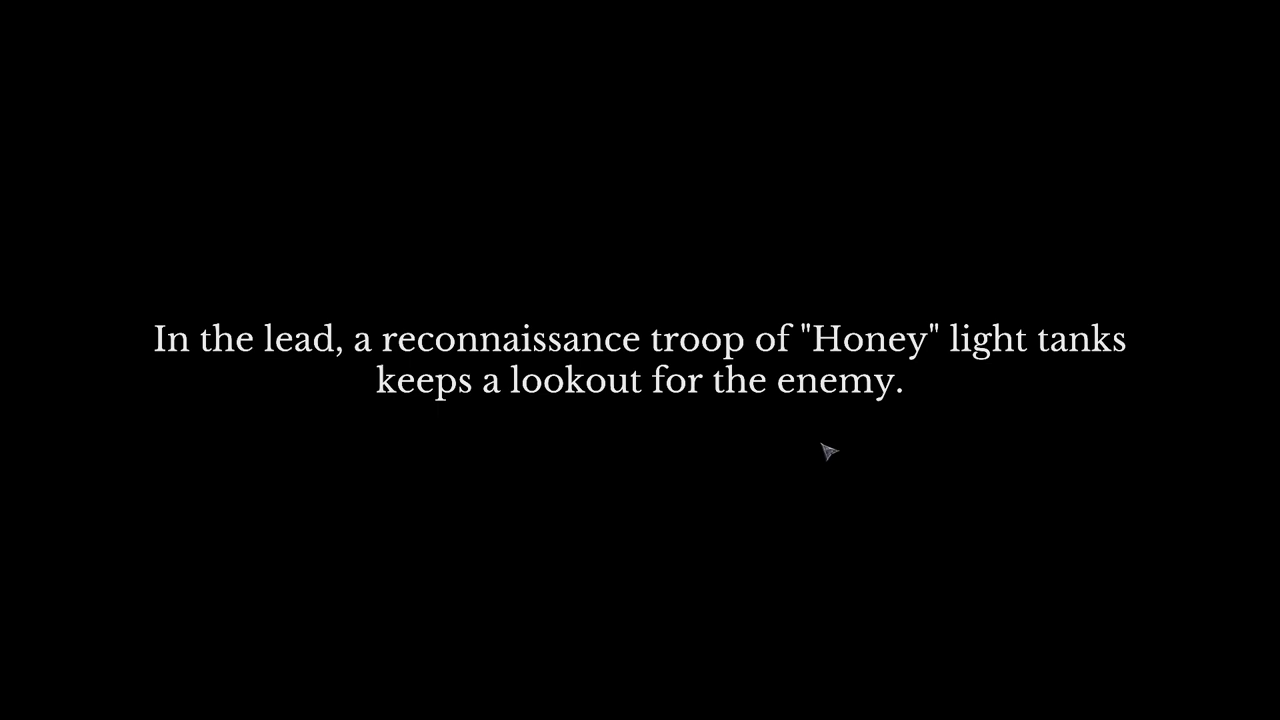 In the lead, a reconnaissance troop of "Honey" light tanks
keeps a lookout for the enemy.